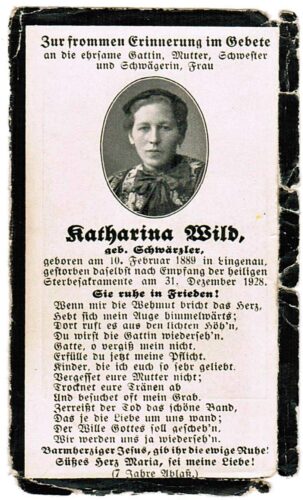 Zur frommen Erinnerung im Gebete
an die ehrsame Gattin, Mutter, Schwester
und Schwägerin, Frau
Katharina Wild,
geb. Schwärzler,
geboren am 10. Februar 1889 in Lingenau,
gestorben daselbst nach Empfang der heiligen
Sterbesakramente am 31. Dezember 1928.
Sie ruhe in Frieden!
Wenn mir die Wehmut bricht das Herz,
Hebt sich mein Auge himmelwärts;
Dort ruft es aus den lichten Höh'n,
Du wirst die Gattin wiederseh'n.
Gatte, o vergiß mein nicht.
Erfülle du jetzt meine Pflicht.
Kinder, die ich euch so sehr geliebt,
Vergesset eure Mutter nicht;
Trocknet eure Tränen ab
Und besuchet oft mein Grab.
Zerreißt der Tod das schöne Band,
Das je die Liebe um uns wand;
Der Wille Gottes soll gescheh'n,
Wir werden uns ja wiederseh'n.
Barmherziger Jesus, gib ihr die ewige Ruhe!
Süßes Herz Maria, sei meine Liebe!
(7 Jahre Ablaß.)